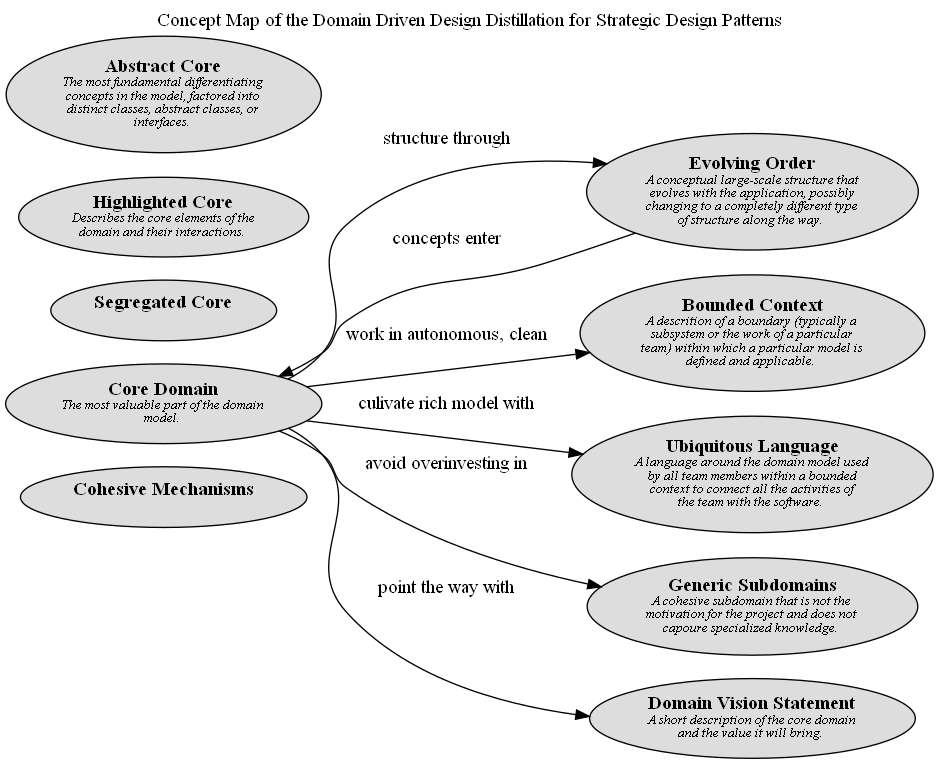 Concept Map of the Domain Driven Design Distillation for Strategic Design Patterns
Abstract Core
The most fundamental differentiating
concepts in the model, factored into
distinct classes, abstract classes, or
interfaces.
Highlighted Core
Describes the core elements of the
domain and their interactions.
Segregated Core
Core Domain
The most valuable part of the domain
model.
Cohesive Mechanisms
structure through
concepts enter
work in autonomous, clean
culivate rich model with
avoid overinvesting in
point the way with
Evolving Order
A conceptual large-scale structure that
evolves with the application, possibly
changing to a completely different type
of structure along the way.
Bounded Context
A descrition of a boundary (typically a
subsystem or the work of a particular
team) within which a particular model is
defined and applicable.
Ubiquitous Language
A language around the domain model used
by all team members within a bounded
context to connect all the activities of
the team with the software.
Generic Subdomains
A cohesive subdomain that is not the
motivation for the project and does not
capoure specialized knowledge.
Domain Vision Statement
A short description of the core domain
and the value it will bring.